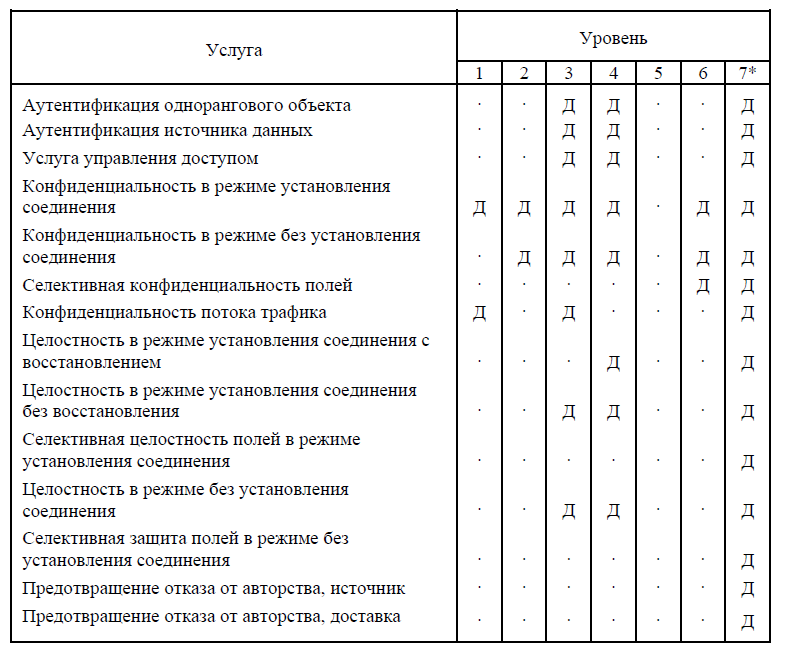 Услуга
Уровень
1 2 3 4 5 6 7*
Аутентификация однорангового объекта · · Д Д · · Д
Аутентификация источника данных · · Д Д · · Д
Услуга управления доступом · · Д Д · · Д
Конфиденциальность в режиме установления
соединения Д Д Д Д · Д Д
Конфиденциальность в режиме без установления
соединения · Д Д Д · Д Д
Селективная конфиденциальность полей · · · · · Д Д
Конфиденциальность потока трафика Д · Д · · · Д
Целостность в режиме установления соединения с
восстановлением · · · Д · · Д
Целостность в режиме установления соединения
без восстановления · · Д Д · · Д
Селективная целостность полей в режиме
установления соединения · · · · · · Д
Целостность в режиме без установления
соединения · · Д Д · · Д
Селективная защита полей в режиме без
установления соединения · · · · · · Д
Предотвращение отказа от авторства, источник · · · · · · Д
Предотвращение отказа от авторства, доставка · · · · · · Д